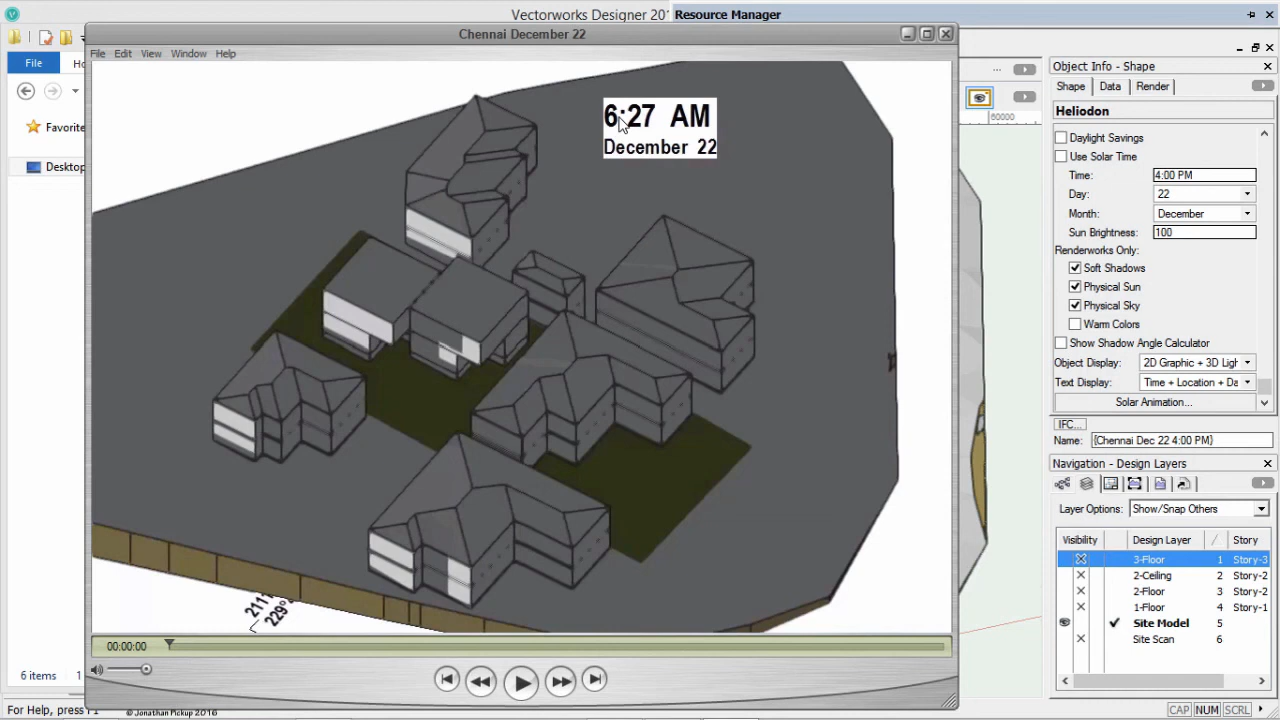 Vectorworks Designer 201
Resource Manager
Chennai December 22
File Edit View Window Help
File
Favorite
Desktop
6:27 AM
December 22
229°
00:00:00
6 items 1
For Help, press F1
© Jonathan Pickup 2016
60000
Object Info - Shape
Shape Data Render
Heliodon
Daylight Savings
Use Solar Time
Time: 4:00 PM
Day: 22
Month: December
Sun Brightness: 100
Renderworks Only:
Soft Shadows
Physical Sun
Physical Sky
Warm Colors
Show Shadow Angle Calculator
Object Display: 2D Graphic + 3D Ligh
Text Display: Time + Location + Da
Solar Animation...
IFC...
Name: (Chennai Dec 22 4:00 PM)
Navigation - Design Layers
Layer Options: Show/Snap Others
Visibility Design Layer / Story
3-Floor 1 Story-3
2-Ceiling 2 Story-2
2-Floor 3 Story-2
1-Floor 4 Story-1
Site Model 5
Site Scan 6
CAP NUM SCRL